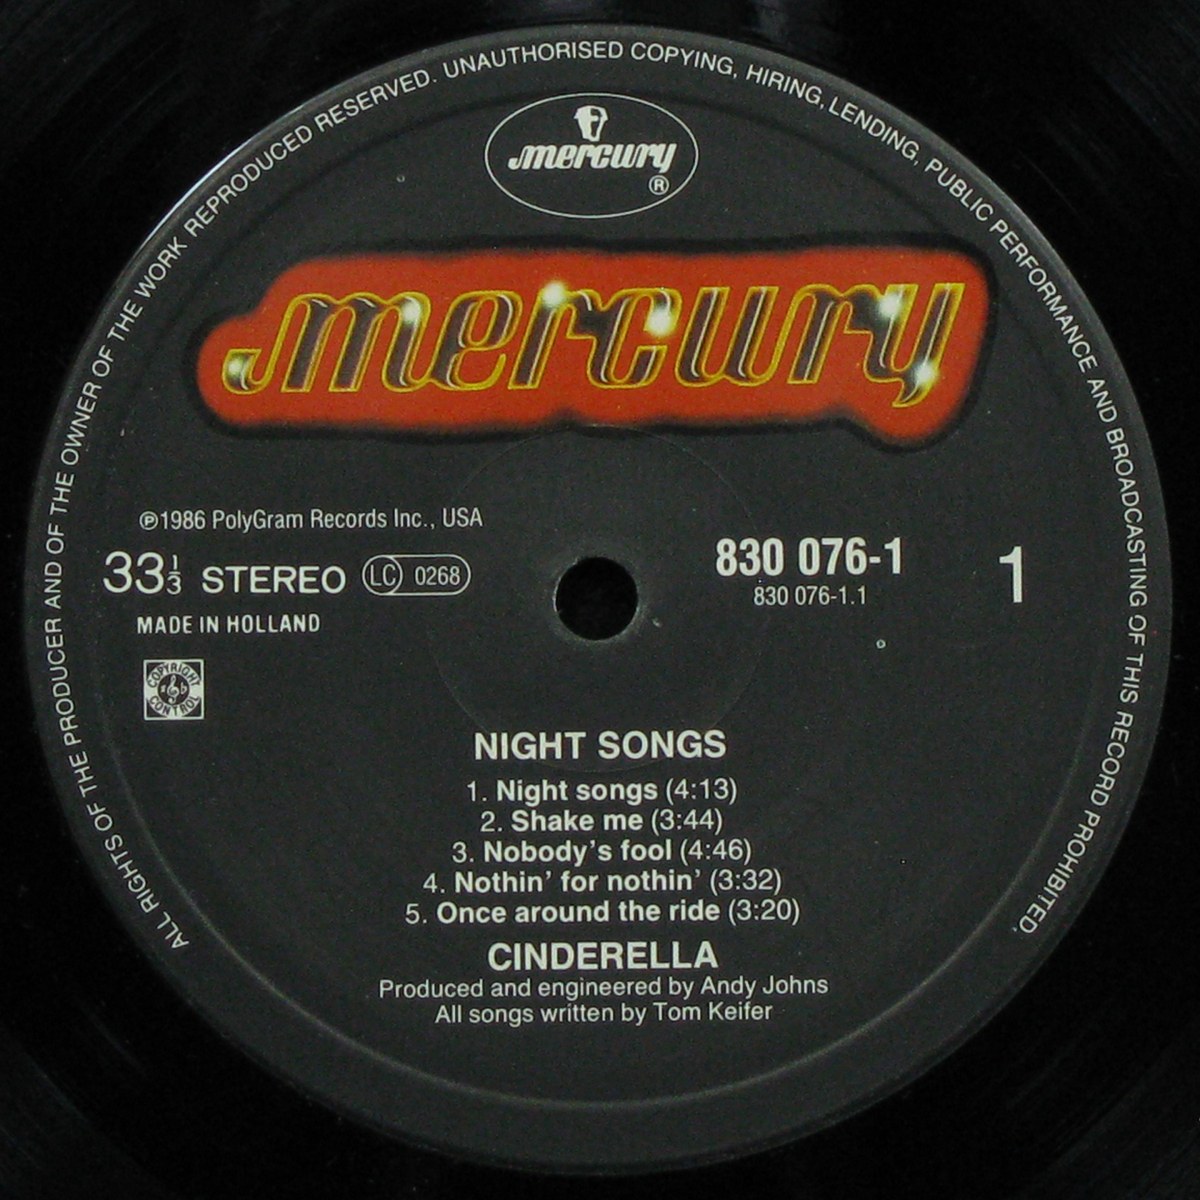 ALL RIGHTS OF THE PRODUCER AND OF THE OWNER OF THE WORK REPRODUCED RESERVED. UNAUTHORISED COPYING, HIRING, LENDING, PUBLIC PERFORMANCE AND BROADCASTING OF THIS RECORD PROHIBITED.
mercury
®
mercury
℗1986 PolyGram Records Inc., USA
33⅓ STEREO LC 0268
MADE IN HOLLAND
COPYRIGHT CONTROL
830 076-1
830 076-1.1
1
NIGHT SONGS
1. Night songs (4:13)
2. Shake me (3:44)
3. Nobody's fool (4:46)
4. Nothin' for nothin' (3:32)
5. Once around the ride (3:20)
CINDERELLA
Produced and engineered by Andy Johns
All songs written by Tom Keifer